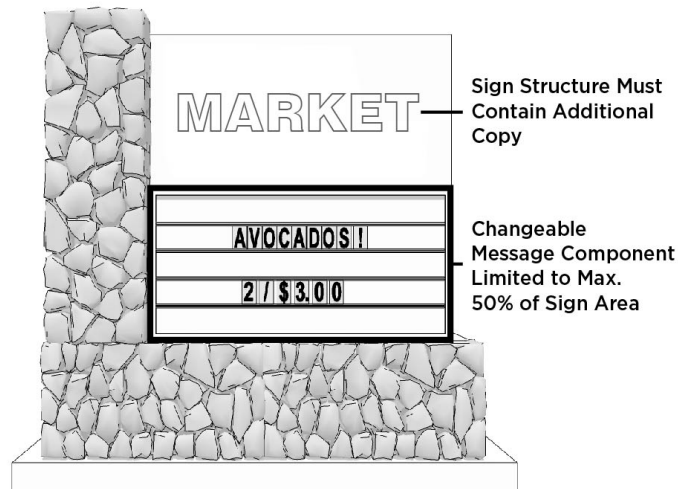 MARKET
Sign Structure Must
Contain Additional
Copy
AVOCADOS!
2/$3.00
Changeable
Message Component
Limited to Max.
50% of Sign Area